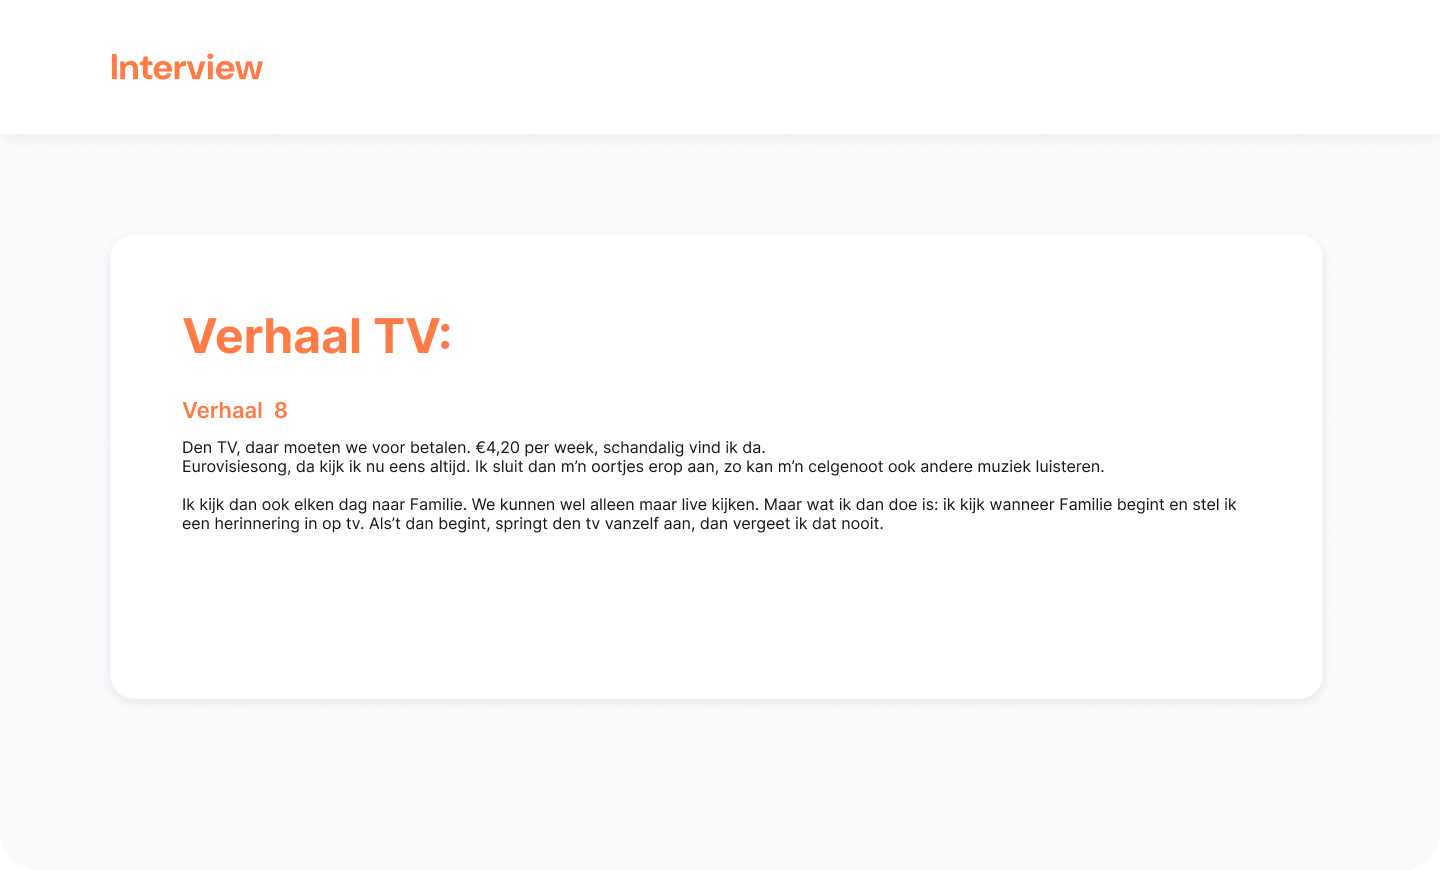 Interview
Verhaal TV:
Verhaal 8
Den TV, daar moeten we voor betalen. €4,20 per week, schandalig vind ik da.
Eurovisiesong, da kijk ik nu eens altijd. Ik sluit dan m’n oortjes erop aan, zo kan m’n celgenoot ook andere muziek luisteren.
Ik kijk dan ook elken dag naar Familie. We kunnen wel alleen maar live kijken. Maar wat ik dan doe is: ik kijk wanneer Familie begint en stel ik
een herinnering in op tv. Als’t dan begint, springt den tv vanzelf aan, dan vergeet ik dat nooit.